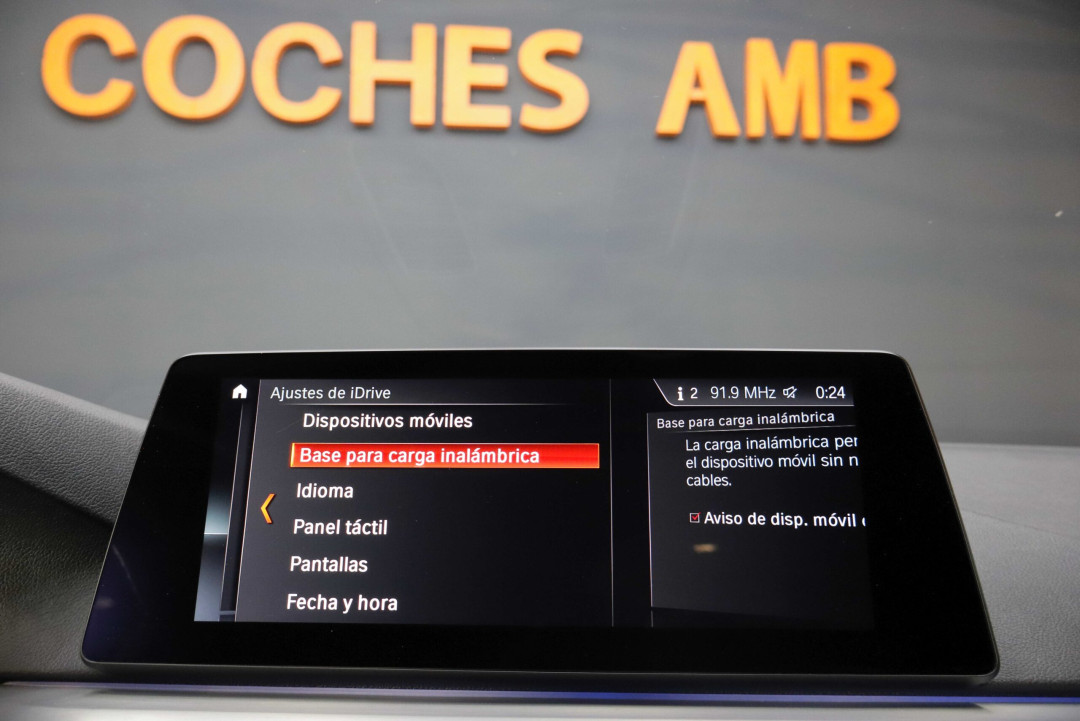 COCHES AMB
Ajustes de iDrive
Dispositivos móviles
Base para carga inalámbrica
Idioma
Panel táctil
Pantallas
Fecha y hora
i 2 91.9 MHz 0:24
Base para carga inalámbrica
La carga inalámbrica per
el dispositivo móvil sin n
cables.
Aviso de disp. móvil